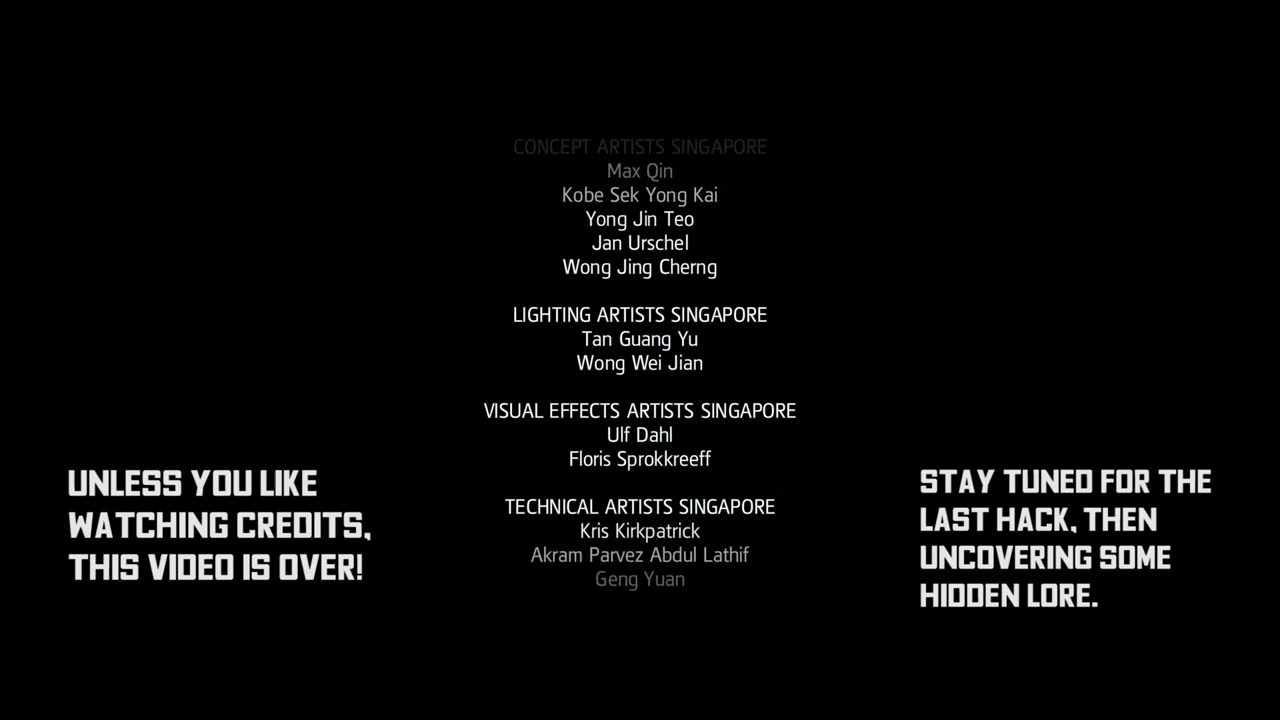 CONCEPT ARTISTS SINGAPORE
Max Qin
Kobe Sek Yong Kai
Yong Jin Teo
Jan Urschel
Wong Jing Cherng
LIGHTING ARTISTS SINGAPORE
Tan Guang Yu
Wong Wei Jian
VISUAL EFFECTS ARTISTS SINGAPORE
Ulf Dahl
Floris Sprokkreeff
TECHNICAL ARTISTS SINGAPORE
Kris Kirkpatrick
Akram Parvez Abdul Lathif
Geng Yuan
UNLESS YOU LIKE
WATCHING CREDITS,
THIS VIDEO IS OVER!
STAY TUNED FOR THE
LAST HACK, THEN
UNCOVERING SOME
HIDDEN LORE.